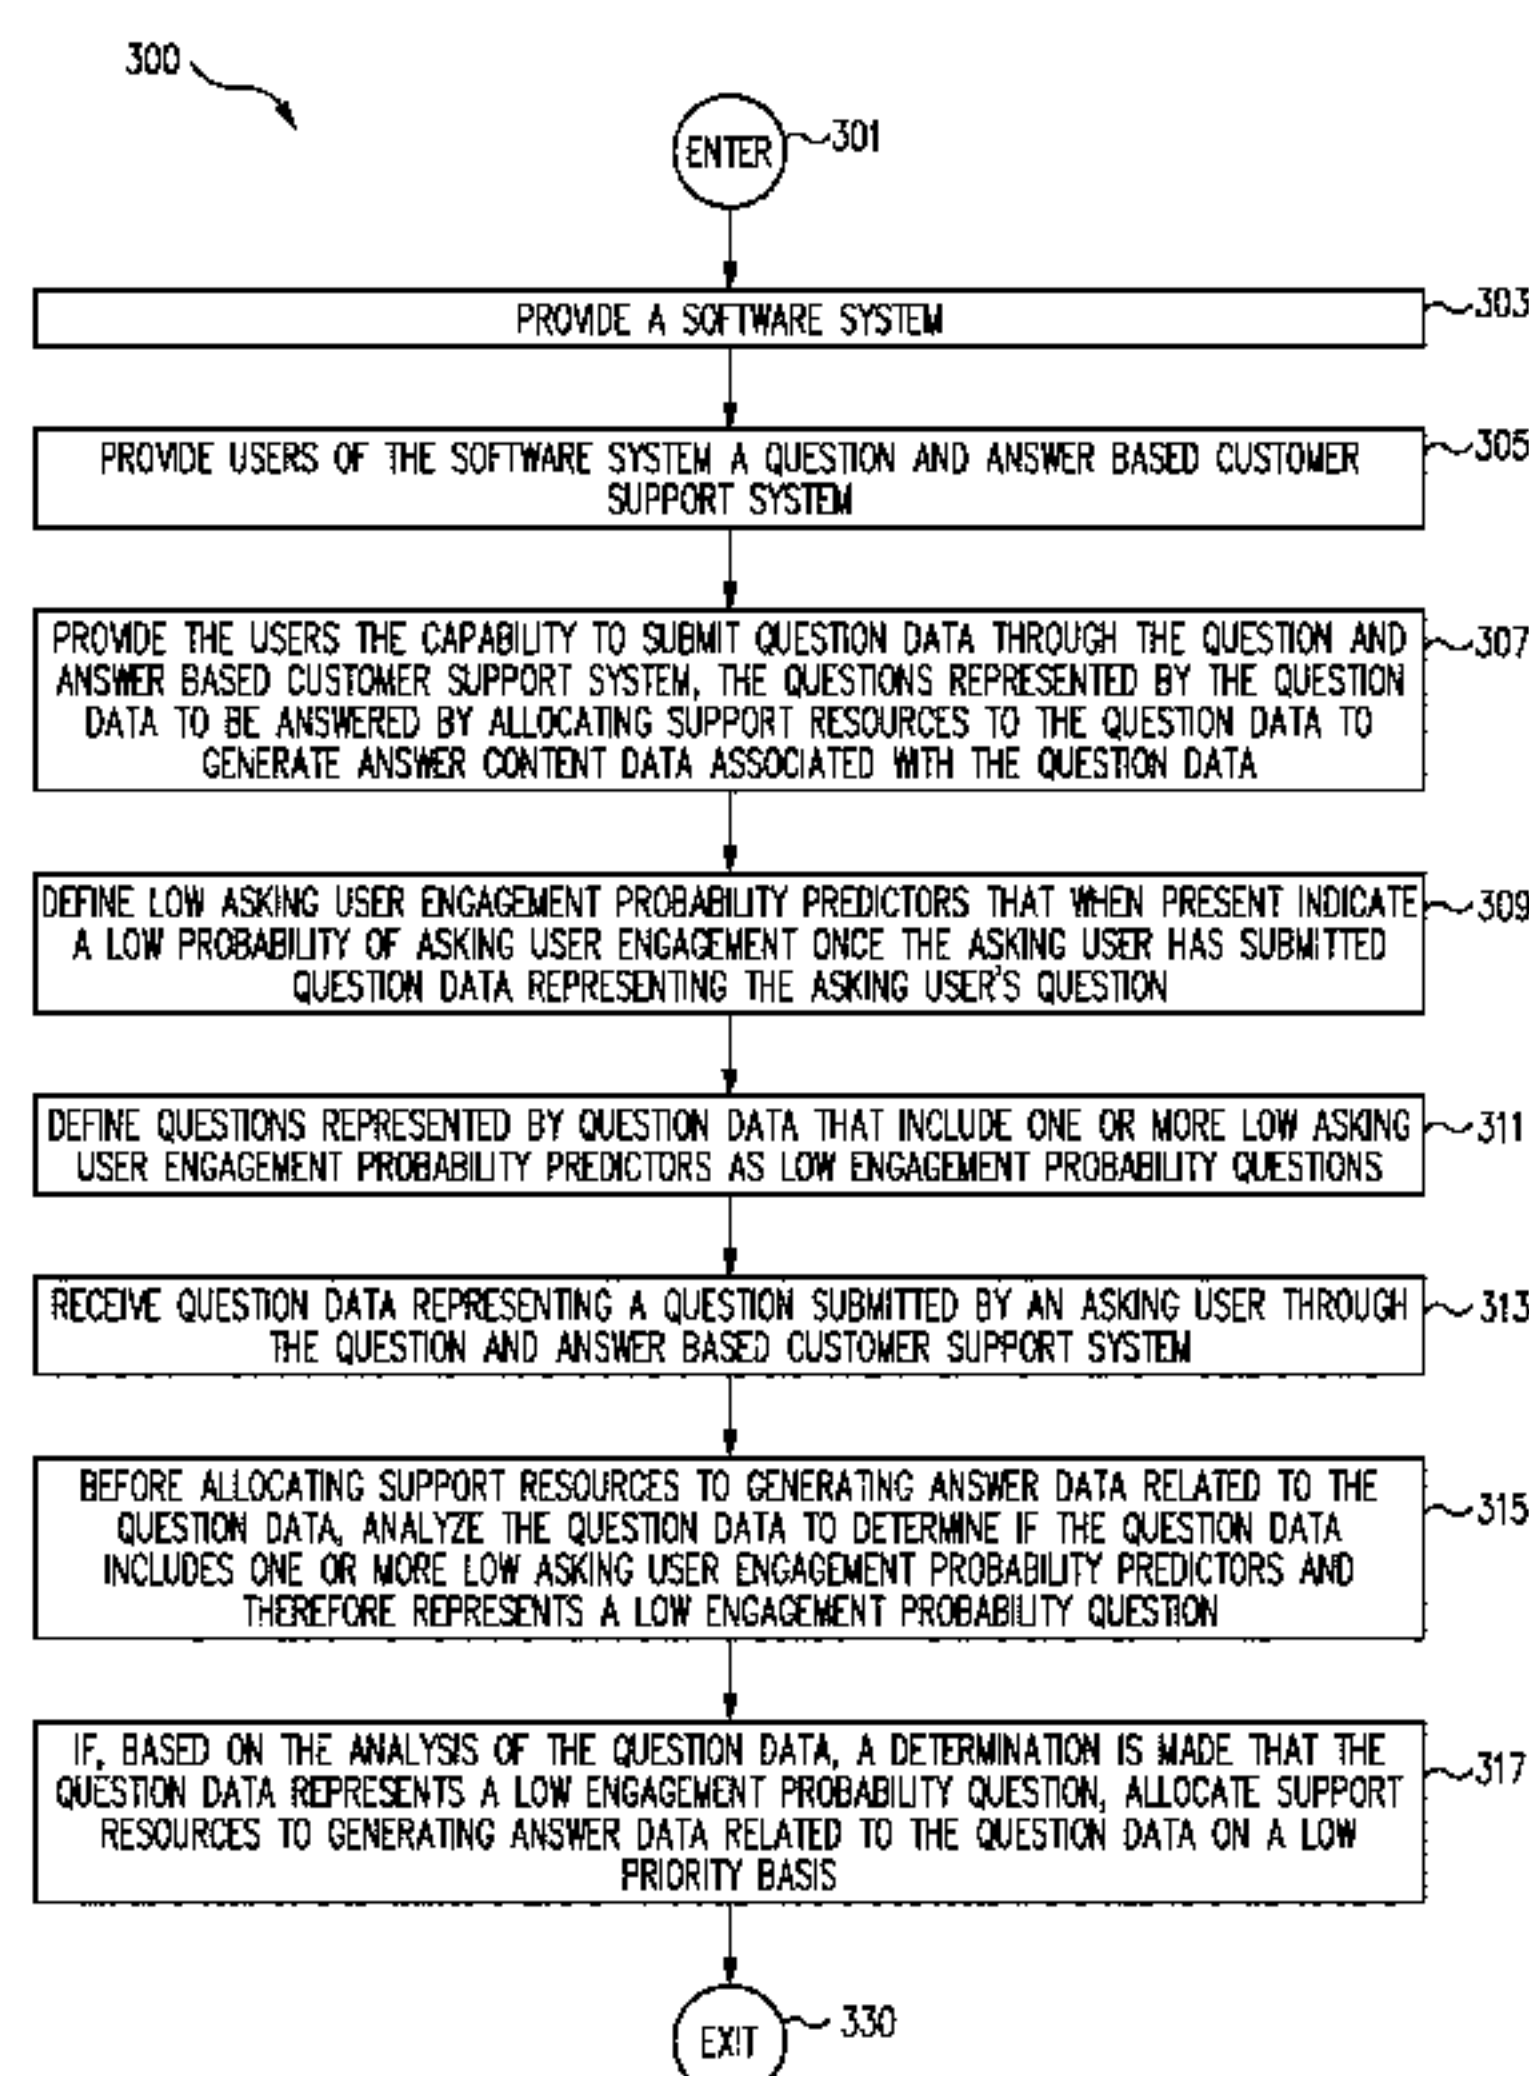 300
ENTER
301
PROVIDE A SOFTWARE SYSTEM
303
PROVIDE USERS OF THE SOFTWARE SYSTEM A QUESTION AND ANSWER BASED CUSTOMER
SUPPORT SYSTEM
305
PROVIDE THE USERS THE CAPABILITY TO SUBMIT QUESTION DATA THROUGH THE QUESTION AND
ANSWER BASED CUSTOMER SUPPORT SYSTEM, THE QUESTIONS REPRESENTED BY THE QUESTION
DATA TO BE ANSWERED BY ALLOCATING SUPPORT RESOURCES TO THE QUESTION DATA TO
GENERATE ANSWER CONTENT DATA ASSOCIATED WITH THE QUESTION DATA
307
DEFINE LOW ASKING USER ENGAGEMENT PROBABILITY PREDICTORS THAT WHEN PRESENT INDICATE
A LOW PROBABILITY OF ASKING USER ENGAGEMENT ONCE THE ASKING USER HAS SUBMITTED
QUESTION DATA REPRESENTING THE ASKING USER'S QUESTION
309
DEFINE QUESTIONS REPRESENTED BY QUESTION DATA THAT INCLUDE ONE OR MORE LOW ASKING
USER ENGAGEMENT PROBABILITY PREDICTORS AS LOW ENGAGEMENT PROBABILITY QUESTIONS
311
RECEIVE QUESTION DATA REPRESENTING A QUESTION SUBMITTED BY AN ASKING USER THROUGH
THE QUESTION AND ANSWER BASED CUSTOMER SUPPORT SYSTEM
313
BEFORE ALLOCATING SUPPORT RESOURCES TO GENERATING ANSWER DATA RELATED TO THE
QUESTION DATA, ANALYZE THE QUESTION DATA TO DETERMINE IF THE QUESTION DATA
INCLUDES ONE OR MORE LOW ASKING USER ENGAGEMENT PROBABILITY PREDICTORS AND
THEREFORE REPRESENTS A LOW ENGAGEMENT PROBABILITY QUESTION
315
IF, BASED ON THE ANALYSIS OF THE QUESTION DATA, A DETERMINATION IS MADE THAT THE
QUESTION DATA REPRESENTS A LOW ENGAGEMENT PROBABILITY QUESTION, ALLOCATE SUPPORT
RESOURCES TO GENERATING ANSWER DATA RELATED TO THE QUESTION DATA ON A LOW
PRIORITY BASIS
317
EXIT
330